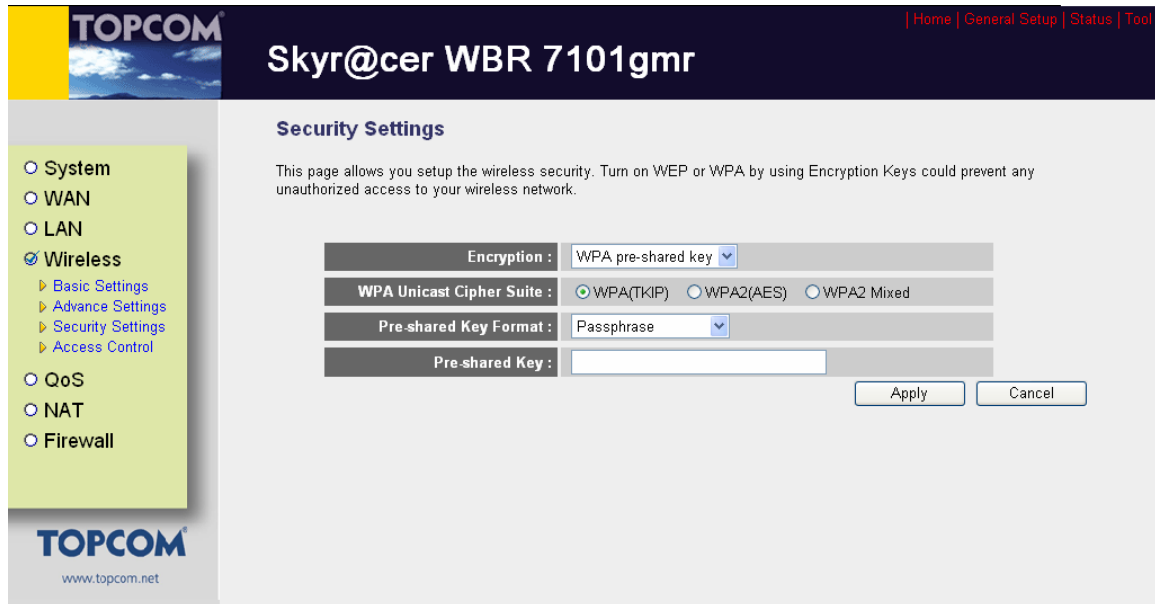 TOPCOM
| Home | General Setup | Status | Tool
Skyr@cer WBR 7101gmr
System
WAN
LAN
Wireless
Basic Settings
Advance Settings
Security Settings
Access Control
QoS
NAT
Firewall
TOPCOM
www.topcom.net
Security Settings
This page allows you setup the wireless security. Turn on WEP or WPA by using Encryption Keys could prevent any
unauthorized access to your wireless network.
Encryption : WPA pre-shared key
WPA Unicast Cipher Suite : WPA(TKIP) WPA2(AES) WPA2 Mixed
Pre-shared Key Format : Passphrase
Pre-shared Key :
Apply Cancel